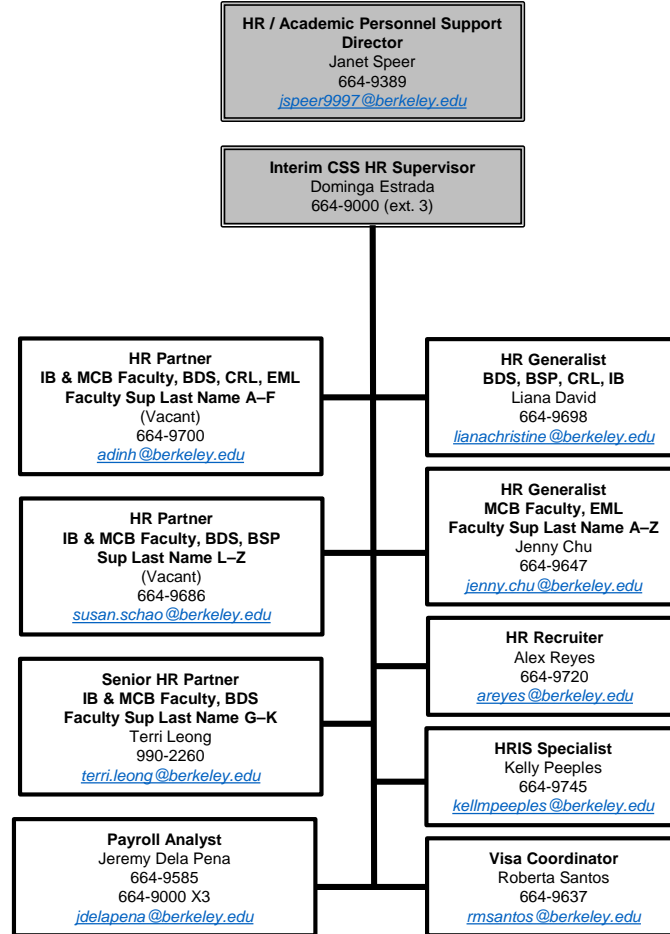 HR / Academic Personnel Support
Director
Janet Speer
664-9389
jspeer9997@berkeley.edu
Interim CSS HR Supervisor
Dominga Estrada
664-9000 (ext. 3)
HR Partner
IB & MCB Faculty, BDS, CRL, EML
Faculty Sup Last Name A–F
(Vacant)
664-9700
adinh@berkeley.edu
HR Generalist
BDS, BSP, CRL, IB
Liana David
664-9698
lianachristine@berkeley.edu
HR Partner
IB & MCB Faculty, BDS, BSP
Sup Last Name L–Z
(Vacant)
664-9686
susan.schao@berkeley.edu
HR Generalist
MCB Faculty, EML
Faculty Sup Last Name A–Z
Jenny Chu
664-9647
jenny.chu@berkeley.edu
HR Recruiter
Alex Reyes
664-9720
areyes@berkeley.edu
Senior HR Partner
IB & MCB Faculty, BDS
Faculty Sup Last Name G–K
Terri Leong
990-2260
terri.leong@berkeley.edu
HRIS Specialist
Kelly Peeples
664-9745
kellmpeeples@berkeley.edu
Payroll Analyst
Jeremy Dela Pena
664-9585
664-9000 X3
jdelapena@berkeley.edu
Visa Coordinator
Roberta Santos
664-9637
rmsantos@berkeley.edu